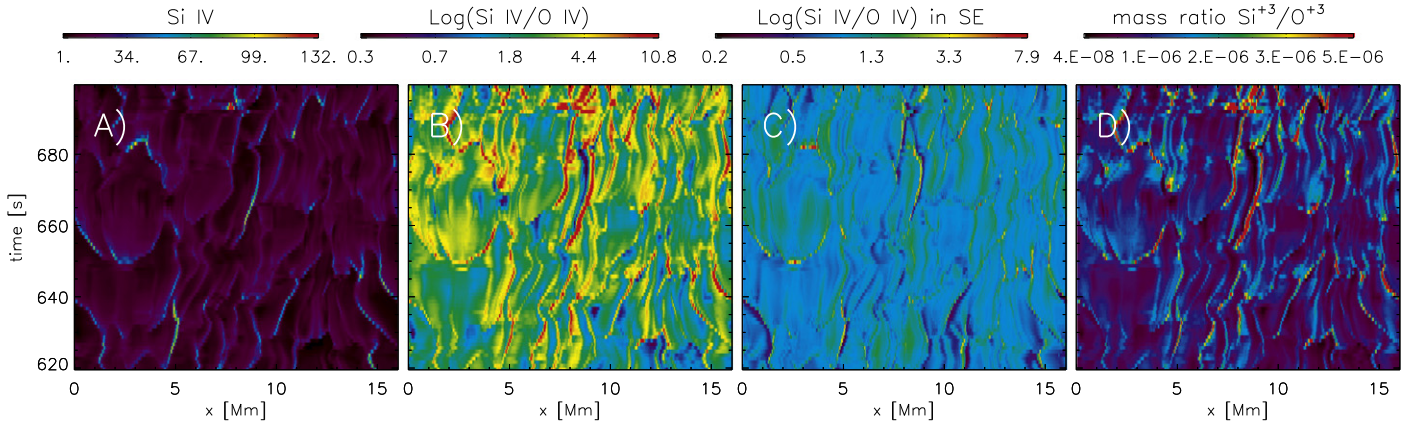 Si IV Log(Si IV/O IV) Log(Si IV/O IV) in SE mass ratio Si⁺³/O⁺³
1. 34. 67. 99. 132. 0.3 0.7 1.8 4.4 10.8 0.2 0.5 1.3 3.3 7.9 4.E-08 1.E-06 2.E-06 3.E-06 5.E-06
A) B) C) D)
680
660
640
620
time [s]
0 5 10 15 0 5 10 15 0 5 10 15 0 5 10 15
x [Mm] x [Mm] x [Mm] x [Mm]